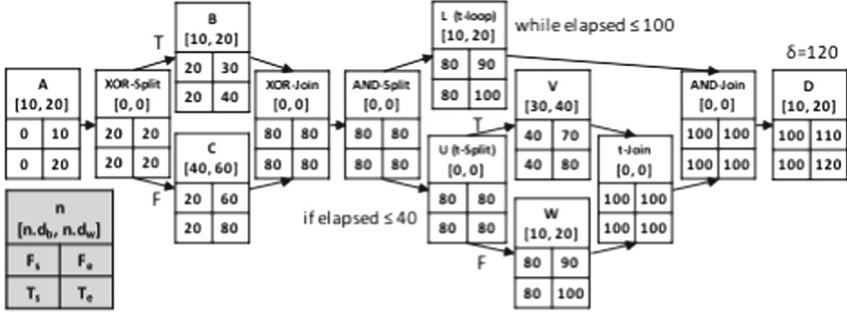 A
[10, 20]
0 10
0 20
XOR-Split
[0, 0]
20 20
20 20
T
F
B
[10, 20]
20 30
20 40
C
[40, 60]
20 60
20 80
XOR-Join
[0, 0]
80 80
80 80
AND-Split
[0, 0]
80 80
80 80
L (t-loop)
[10, 20]
80 90
80 100
while elapsed ≤ 100
U (t-Split)
[0, 0]
80 80
80 80
if elapsed ≤ 40
T
F
V
[30, 40]
40 70
40 80
W
[10, 20]
80 90
80 100
t-Join
[0, 0]
100 100
100 100
AND-Join
[0, 0]
100 100
100 100
δ=120
D
[10, 20]
100 110
100 120
n
[n.d_b, n.d_w]
F_s F_e
T_s T_e